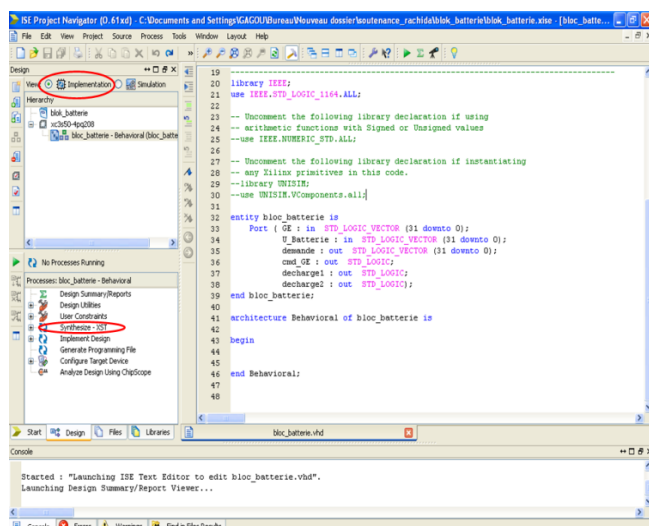 ISE Project Navigator (O.61xd) - C:\Documents and Settings\GAGOU\Bureau\Nouveau dossier\soutenance_rachida\blok_batterie\blok_batterie.xise - [bloc_batte...
File Edit View Project Source Process Tools Window Layout Help
Design
View: Implementation Simulation
Hierarchy
blok_batterie
xc3s50-4pq208
bloc_batterie - Behavioral (bloc_batte
No Processes Running
Processes: bloc_batterie - Behavioral
Design Summary/Reports
Design Utilities
User Constraints
Synthesize - XST
Implement Design
Generate Programming File
Configure Target Device
Analyze Design Using ChipScope
Start Design Files Libraries
19 ----------------------------------------------------------------------------------
20 library IEEE;
21 use IEEE.STD_LOGIC_1164.ALL;
22
23 -- Uncomment the following library declaration if using
24 -- arithmetic functions with Signed or Unsigned values
25 --use IEEE.NUMERIC_STD.ALL;
26
27 -- Uncomment the following library declaration if instantiating
28 -- any Xilinx primitives in this code.
29 --library UNISIM;
30 --use UNISIM.VComponents.all;
31
32 entity bloc_batterie is
33 Port ( GE : in STD_LOGIC_VECTOR (31 downto 0);
34 U_Batterie : in STD_LOGIC_VECTOR (31 downto 0);
35 demande : out STD_LOGIC_VECTOR (31 downto 0);
36 cmd_GE : out STD_LOGIC;
37 decharge1 : out STD_LOGIC;
38 decharge2 : out STD_LOGIC);
39 end bloc_batterie;
40
41 architecture Behavioral of bloc_batterie is
42
43 begin
44
45
46 end Behavioral;
47
48
bloc_batterie.vhd
Console
Started : "Launching ISE Text Editor to edit bloc_batterie.vhd".
Launching Design Summary/Report Viewer...
Console Errors Warnings Find in Files Results